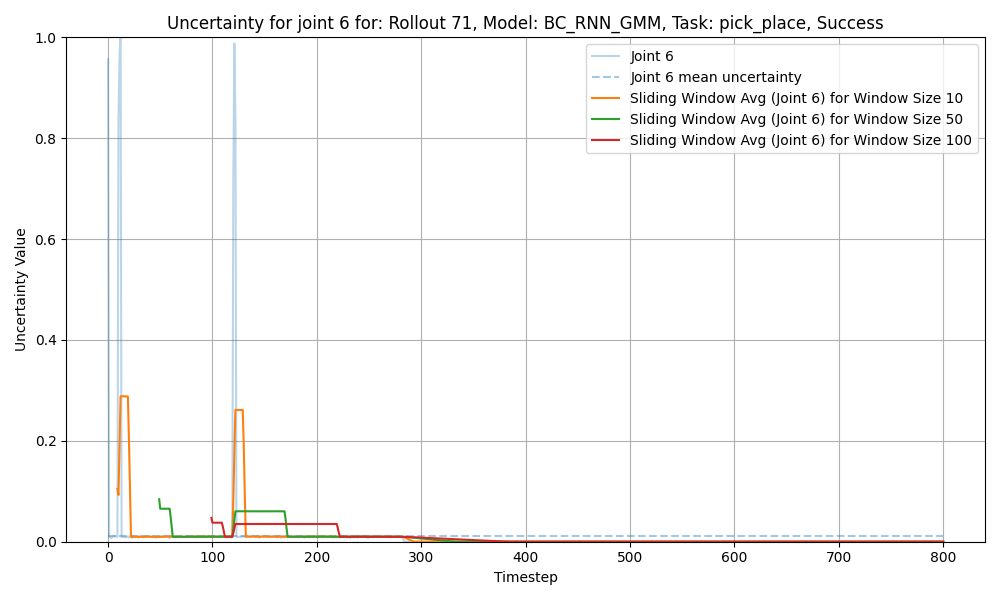 Uncertainty for joint 6 for: Rollout 71, Model: BC_RNN_GMM, Task: pick_place, Success
Joint 6
Joint 6 mean uncertainty
Sliding Window Avg (Joint 6) for Window Size 10
Sliding Window Avg (Joint 6) for Window Size 50
Sliding Window Avg (Joint 6) for Window Size 100
Uncertainty Value
1.0
0.8
0.6
0.4
0.2
0.0
0 100 200 300 400 500 600 700 800
Timestep